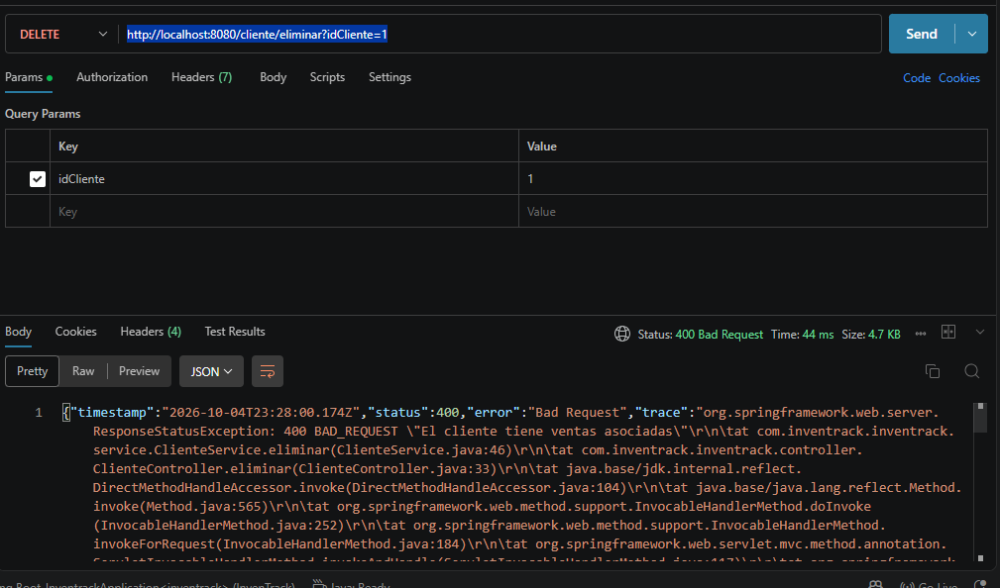 DELETE http://localhost:8080/cliente/eliminar?idCliente=1 Send
Params Authorization Headers (7) Body Scripts Settings Code Cookies
Query Params
Key Value
idCliente 1
Key Value
Body Cookies Headers (4) Test Results Status: 400 Bad Request Time: 44 ms Size: 4.7 KB
Pretty Raw Preview JSON
1 {"timestamp":"2026-10-04T23:28:00.174Z","status":400,"error":"Bad Request","trace":"org.springframework.web.server.
ResponseStatusException: 400 BAD_REQUEST \"El cliente tiene ventas asociadas\"\r\n\tat com.inventrack.inventrack.
service.ClienteService.eliminar(ClienteService.java:46)\r\n\tat com.inventrack.inventrack.controller.
ClienteController.eliminar(ClienteController.java:33)\r\n\tat java.base/jdk.internal.reflect.
DirectMethodHandleAccessor.invoke(DirectMethodHandleAccessor.java:104)\r\n\tat java.base/java.lang.reflect.Method.
invoke(Method.java:565)\r\n\tat org.springframework.web.method.support.InvocableHandlerMethod.doInvoke
(InvocableHandlerMethod.java:252)\r\n\tat org.springframework.web.method.support.InvocableHandlerMethod.
invokeForRequest(InvocableHandlerMethod.java:184)\r\n\tat org.springframework.web.servlet.mvc.method.annotation.
ServletInvocableHandlerMethod.invokeAndHandle(ServletInvocableHandlerMethod.java:117)\r\n\tat org.springframework
Boot-InventrackApplication<inventrack> (InvenTrack) Java: Ready Go Live